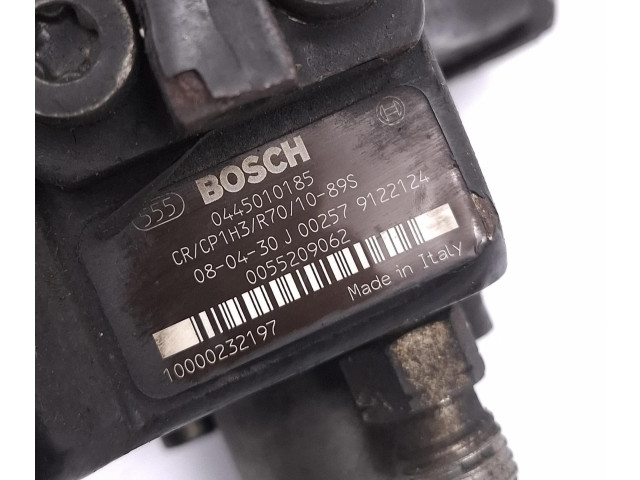 555 BOSCH
0445010185
CR/CP1H3/R70/10-89S
08-04-30 J 00257 9122124
0055209062
Made in Italy
10000232197